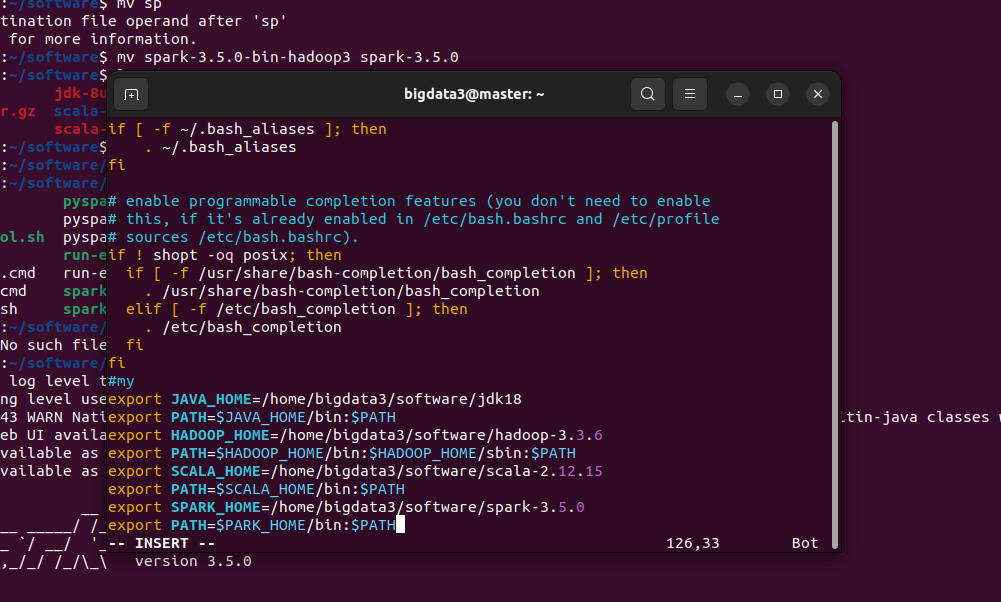 :~/software$ mv sp
tination file operand after 'sp'
 for more information.
:~/software$ mv spark-3.5.0-bin-hadoop3 spark-3.5.0
:~/software$
jdk-8u
r.gz scala-
scala-
:~/software$
:~/software/
:~/software/
pyspa
pyspa
ol.sh pyspa
run-e
.cmd run-e
cmd spark
sh spark
:~/software/
No such file
:~/software/
 log level t
ng level use
43 WARN Nati
ltin-java classes w
eb UI availa
vailable as
vailable as
version 3.5.0
bigdata3@master: ~
if [ -f ~/.bash_aliases ]; then
    . ~/.bash_aliases
fi
# enable programmable completion features (you don't need to enable
# this, if it's already enabled in /etc/bash.bashrc and /etc/profile
# sources /etc/bash.bashrc).
if ! shopt -oq posix; then
  if [ -f /usr/share/bash-completion/bash_completion ]; then
    . /usr/share/bash-completion/bash_completion
  elif [ -f /etc/bash_completion ]; then
    . /etc/bash_completion
  fi
fi
#my
export JAVA_HOME=/home/bigdata3/software/jdk18
export PATH=$JAVA_HOME/bin:$PATH
export HADOOP_HOME=/home/bigdata3/software/hadoop-3.3.6
export PATH=$HADOOP_HOME/bin:$HADOOP_HOME/sbin:$PATH
export SCALA_HOME=/home/bigdata3/software/scala-2.12.15
export PATH=$SCALA_HOME/bin:$PATH
export SPARK_HOME=/home/bigdata3/software/spark-3.5.0
export PATH=$PARK_HOME/bin:$PATH
-- INSERT -- 126,33 Bot